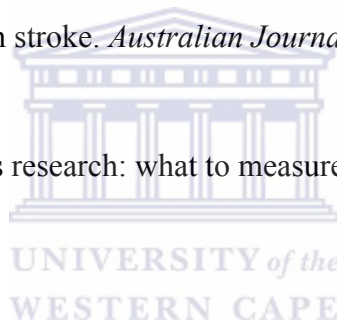 n stroke. Australian Journa
s research: what to measure
UNIVERSITY of the
WESTERN CAPE